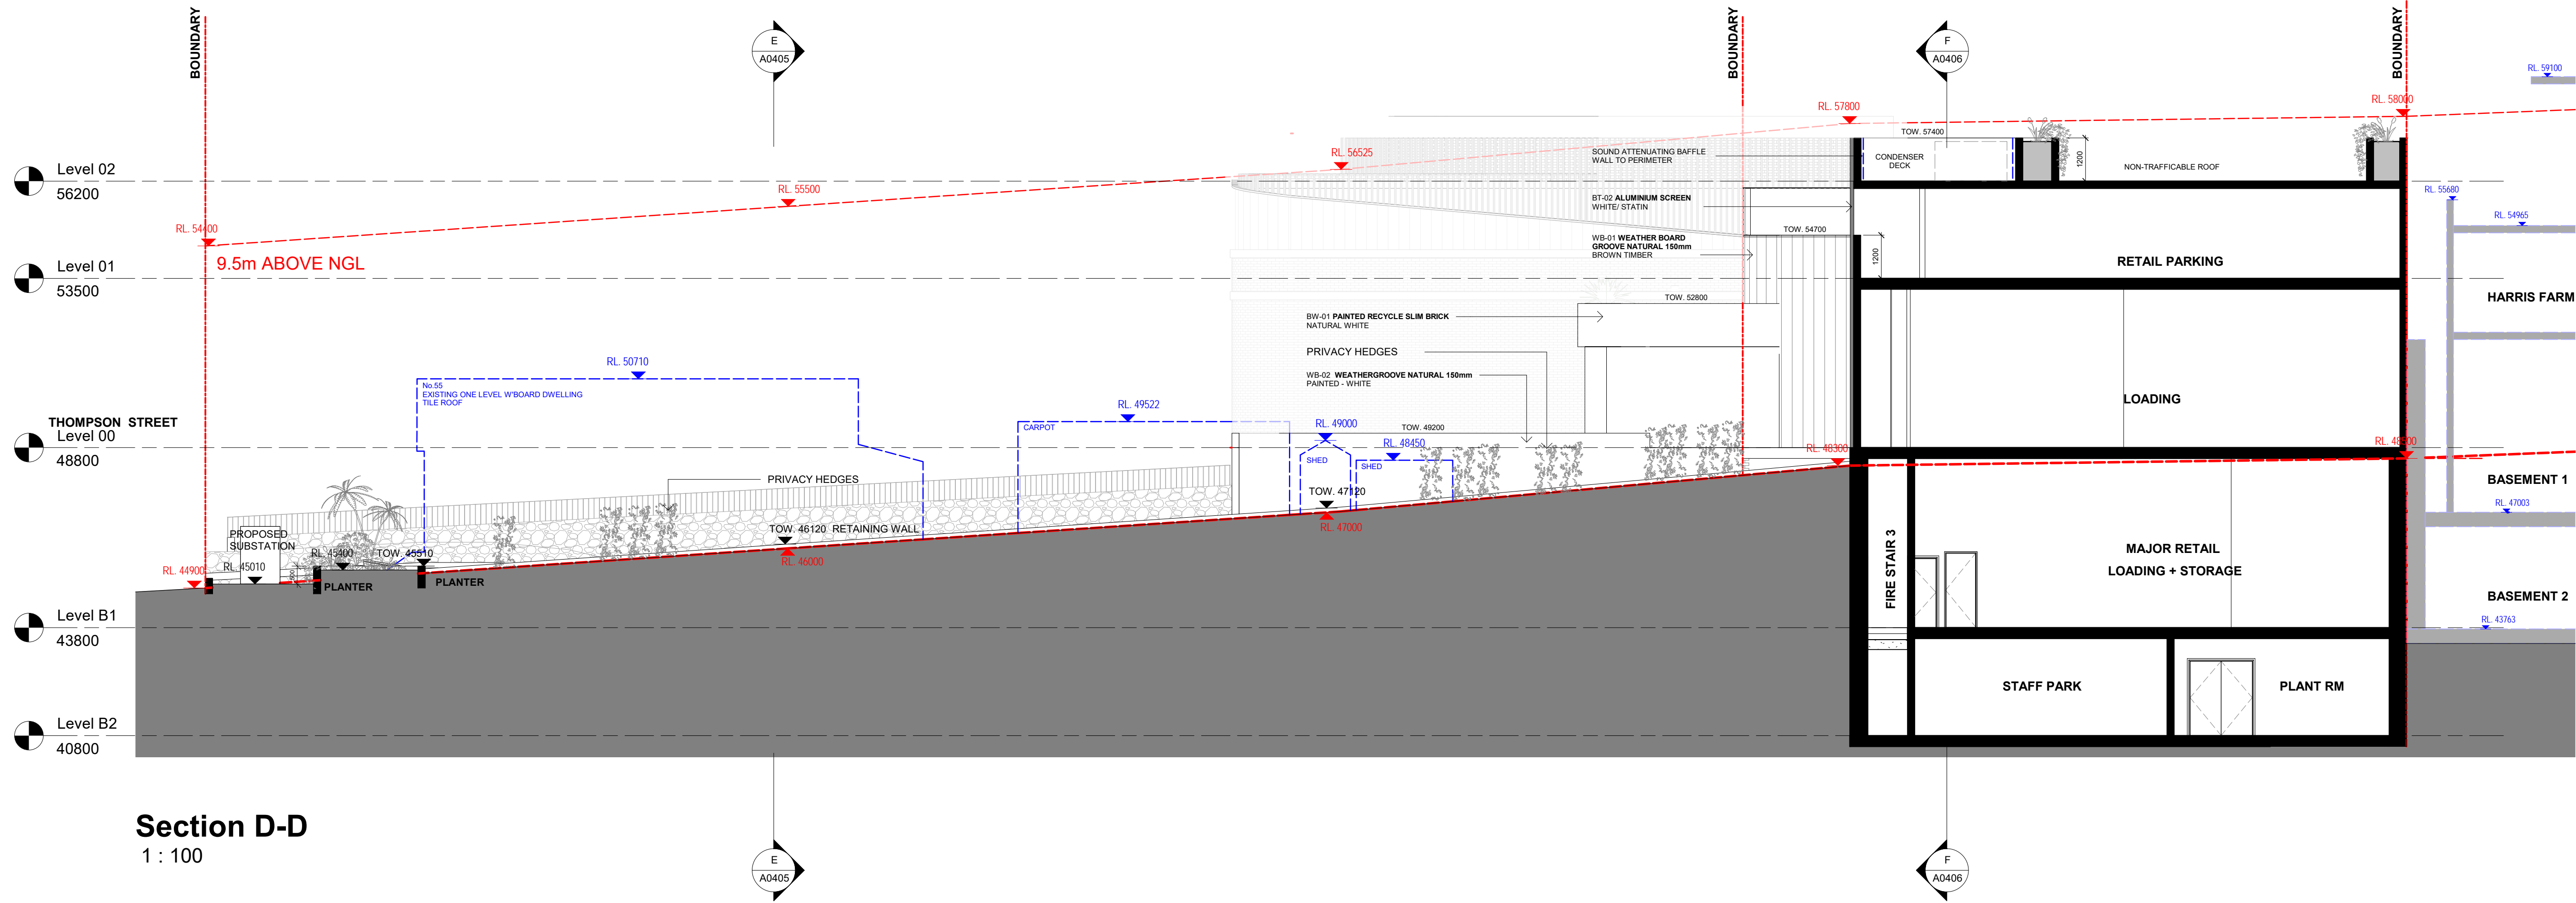 BOUNDARY
BOUNDARY
BOUNDARY
E
A0405
F
A0406
RL. 59100
RL. 57800
RL. 58000
TOW. 57400
RL. 56525
SOUND ATTENUATING BAFFLE
WALL TO PERIMETER
CONDENSER
DECK
1200
NON-TRAFFICABLE ROOF
Level 02
56200
RL. 55500
BT-02 ALUMINIUM SCREEN
WHITE/ STATIN
RL. 55680
RL. 54965
RL. 54400
TOW. 54700
WB-01 WEATHER BOARD
GROOVE NATURAL 150mm
BROWN TIMBER
1200
RETAIL PARKING
9.5m ABOVE NGL
Level 01
53500
TOW. 52800
HARRIS FARM
BW-01 PAINTED RECYCLE SLIM BRICK
NATURAL WHITE
PRIVACY HEDGES
RL. 50710
WB-02 WEATHERGROOVE NATURAL 150mm
PAINTED - WHITE
No.55
EXISTING ONE LEVEL W'BOARD DWELLING
TILE ROOF
LOADING
RL. 49522
CARPOT
THOMPSON STREET
Level 00
48800
RL. 49000
TOW. 49200
RL. 48450
SHED
SHED
RL. 48300
PRIVACY HEDGES
BASEMENT 1
TOW. 47120
RL. 47003
RL. 47000
PROPOSED
SUBSTATION
TOW. 46120 RETAINING WALL
RL. 45400
TOW. 45510
RL. 44900
RL. 45010
RL. 46000
500
PLANTER
PLANTER
FIRE STAIR 3
MAJOR RETAIL
LOADING + STORAGE
BASEMENT 2
Level B1
43800
RL. 43763
STAFF PARK
PLANT RM
Level B2
40800
Section D-D
1 : 100
E
A0405
F
A0406